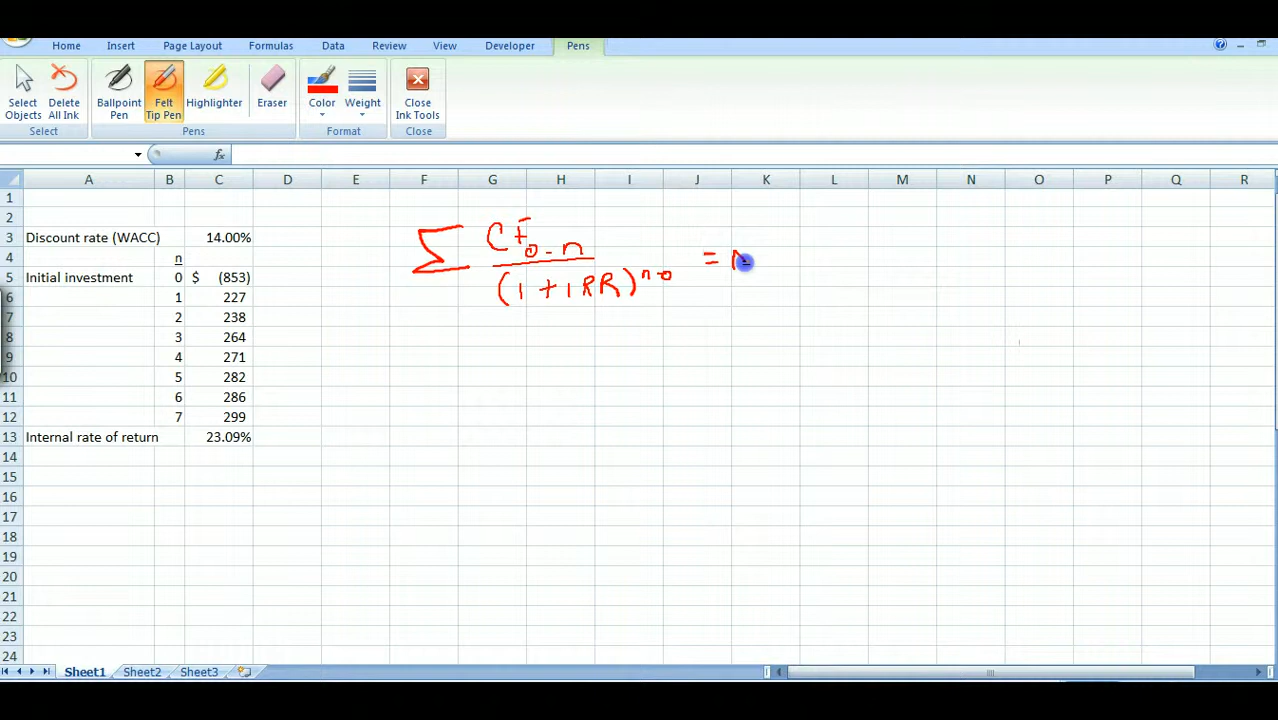 Home Insert Page Layout Formulas Data Review View Developer Pens
Select Objects Delete All Ink Ballpoint Pen Felt Tip Pen Highlighter Eraser Color Weight Close Ink Tools
Select Pens Format Close
fx
A B C D E F G H I J K L M N O P Q R
1
2
3 Discount rate (WACC) 14.00%
4 n
5 Initial investment 0 $ (853)
6 1 227
7 2 238
8 3 264
9 4 271
10 5 282
11 6 286
12 7 299
13 Internal rate of return 23.09%
14
15
16
17
18
19
20
21
22
23
24
∑ CF0-n
(1 + IRR)^n-0 =
Sheet1 Sheet2 Sheet3